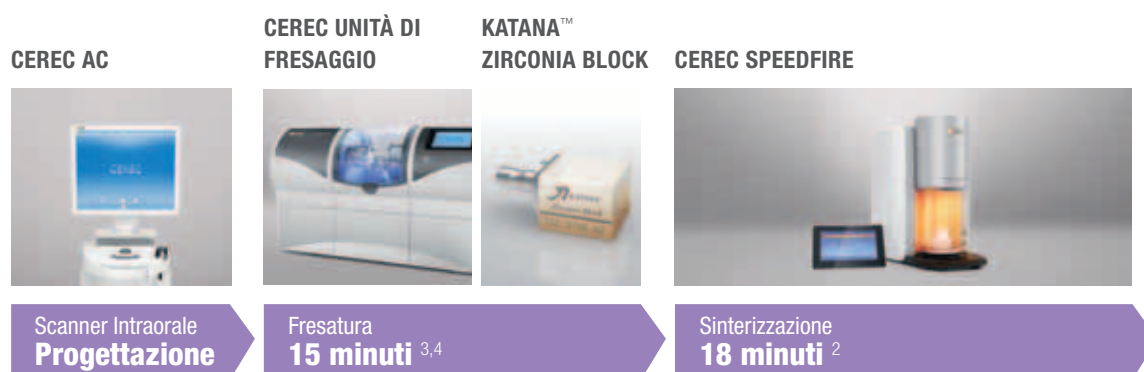 CEREC AC
CEREC UNITÀ DI
FRESAGGIO
KATANA™
ZIRCONIA BLOCK
CEREC SPEEDFIRE
CEREC
Scanner Intraorale
Progettazione
Fresatura
15 minuti 3,4
Sinterizzazione
18 minuti 2